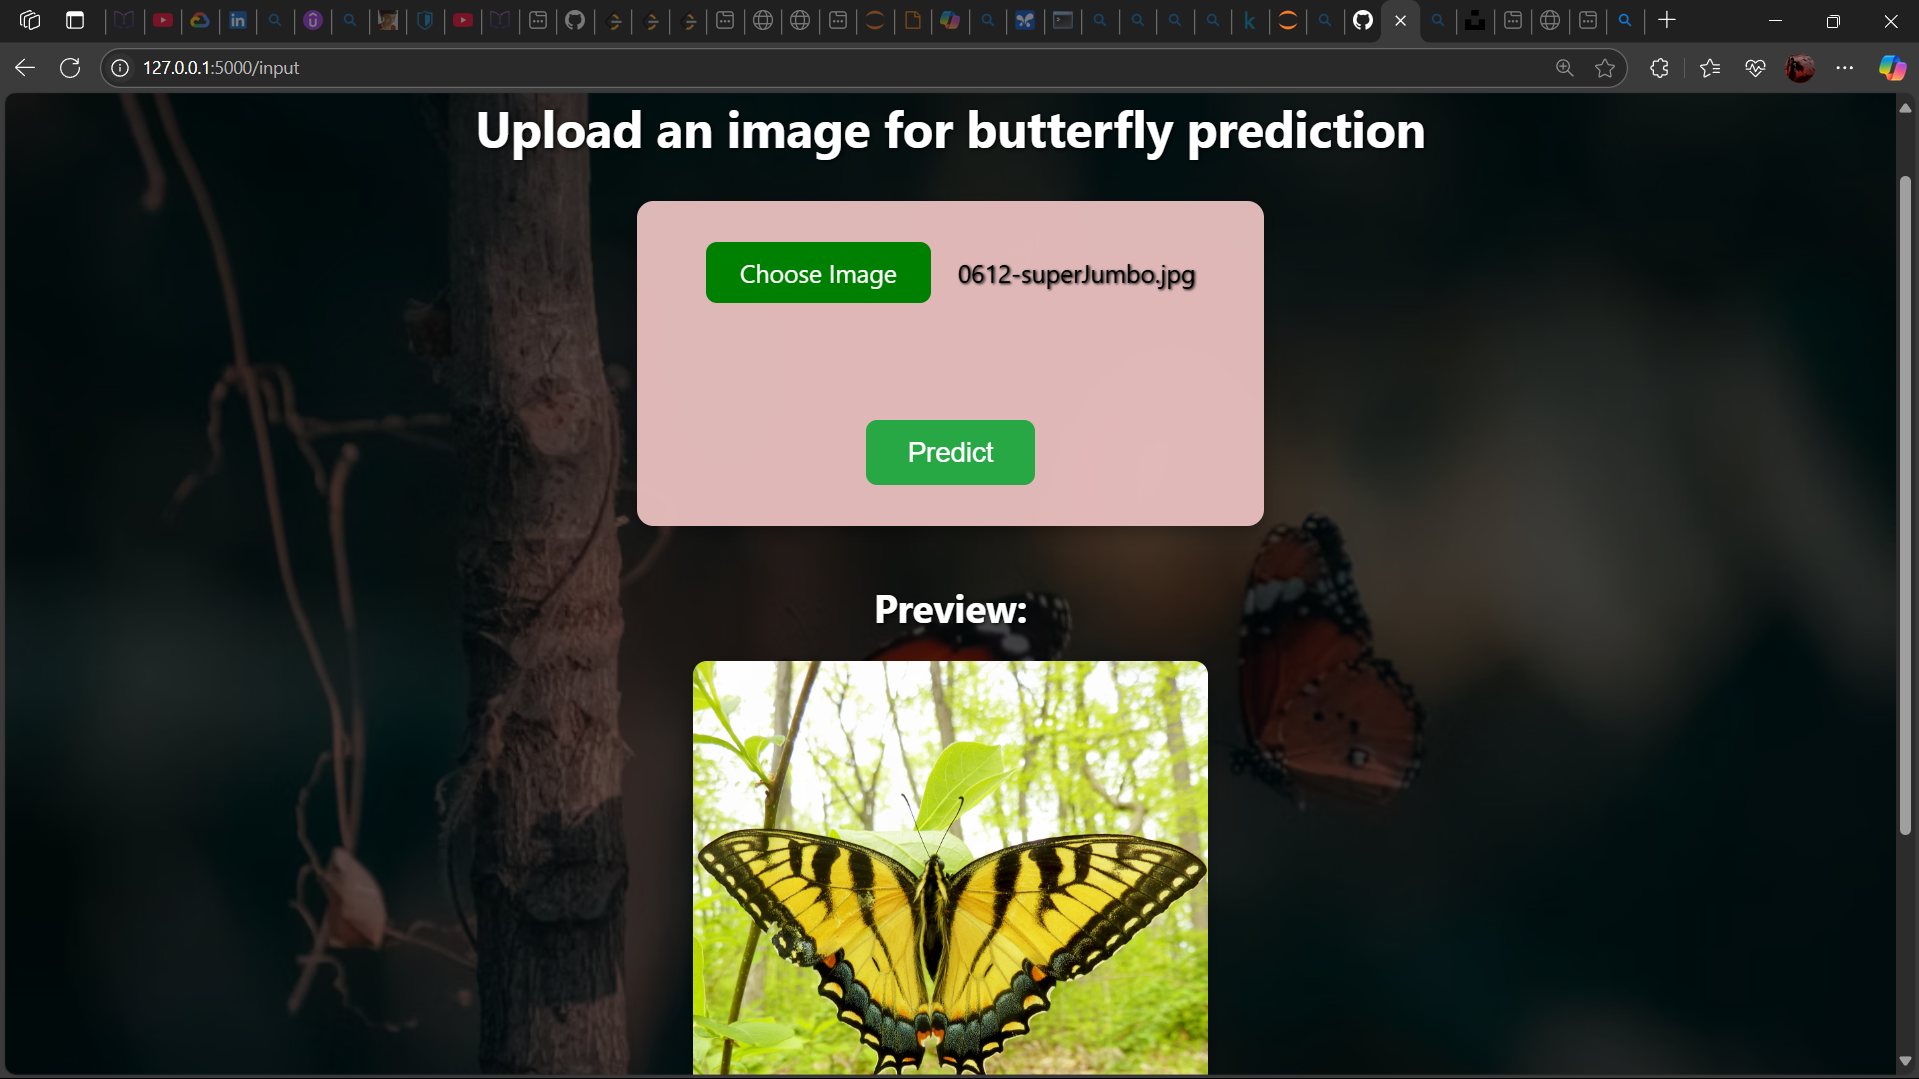 127.0.0.1:5000/input
Upload an image for butterfly prediction
Choose Image 0612-superJumbo.jpg
Predict
Preview: